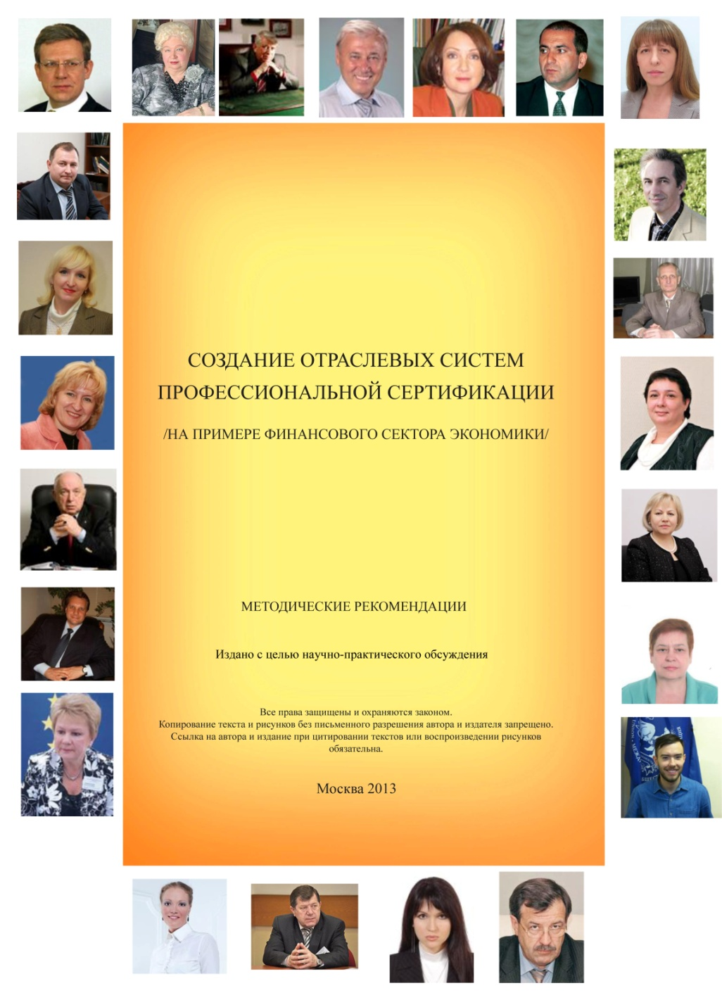 СОЗДАНИЕ ОТРАСЛЕВЫХ СИСТЕМ
ПРОФЕССИОНАЛЬНОЙ СЕРТИФИКАЦИИ
/НА ПРИМЕРЕ ФИНАНСОВОГО СЕКТОРА ЭКОНОМИКИ/
МЕТОДИЧЕСКИЕ РЕКОМЕНДАЦИИ
Издано с целью научно-практического обсуждения
Все права защищены и охраняются законом.
Копирование текста и рисунков без письменного разрешения автора и издателя запрещено.
Ссылка на автора и издание при цитировании текстов или воспроизведении рисунков
обязательна.
Москва 2013